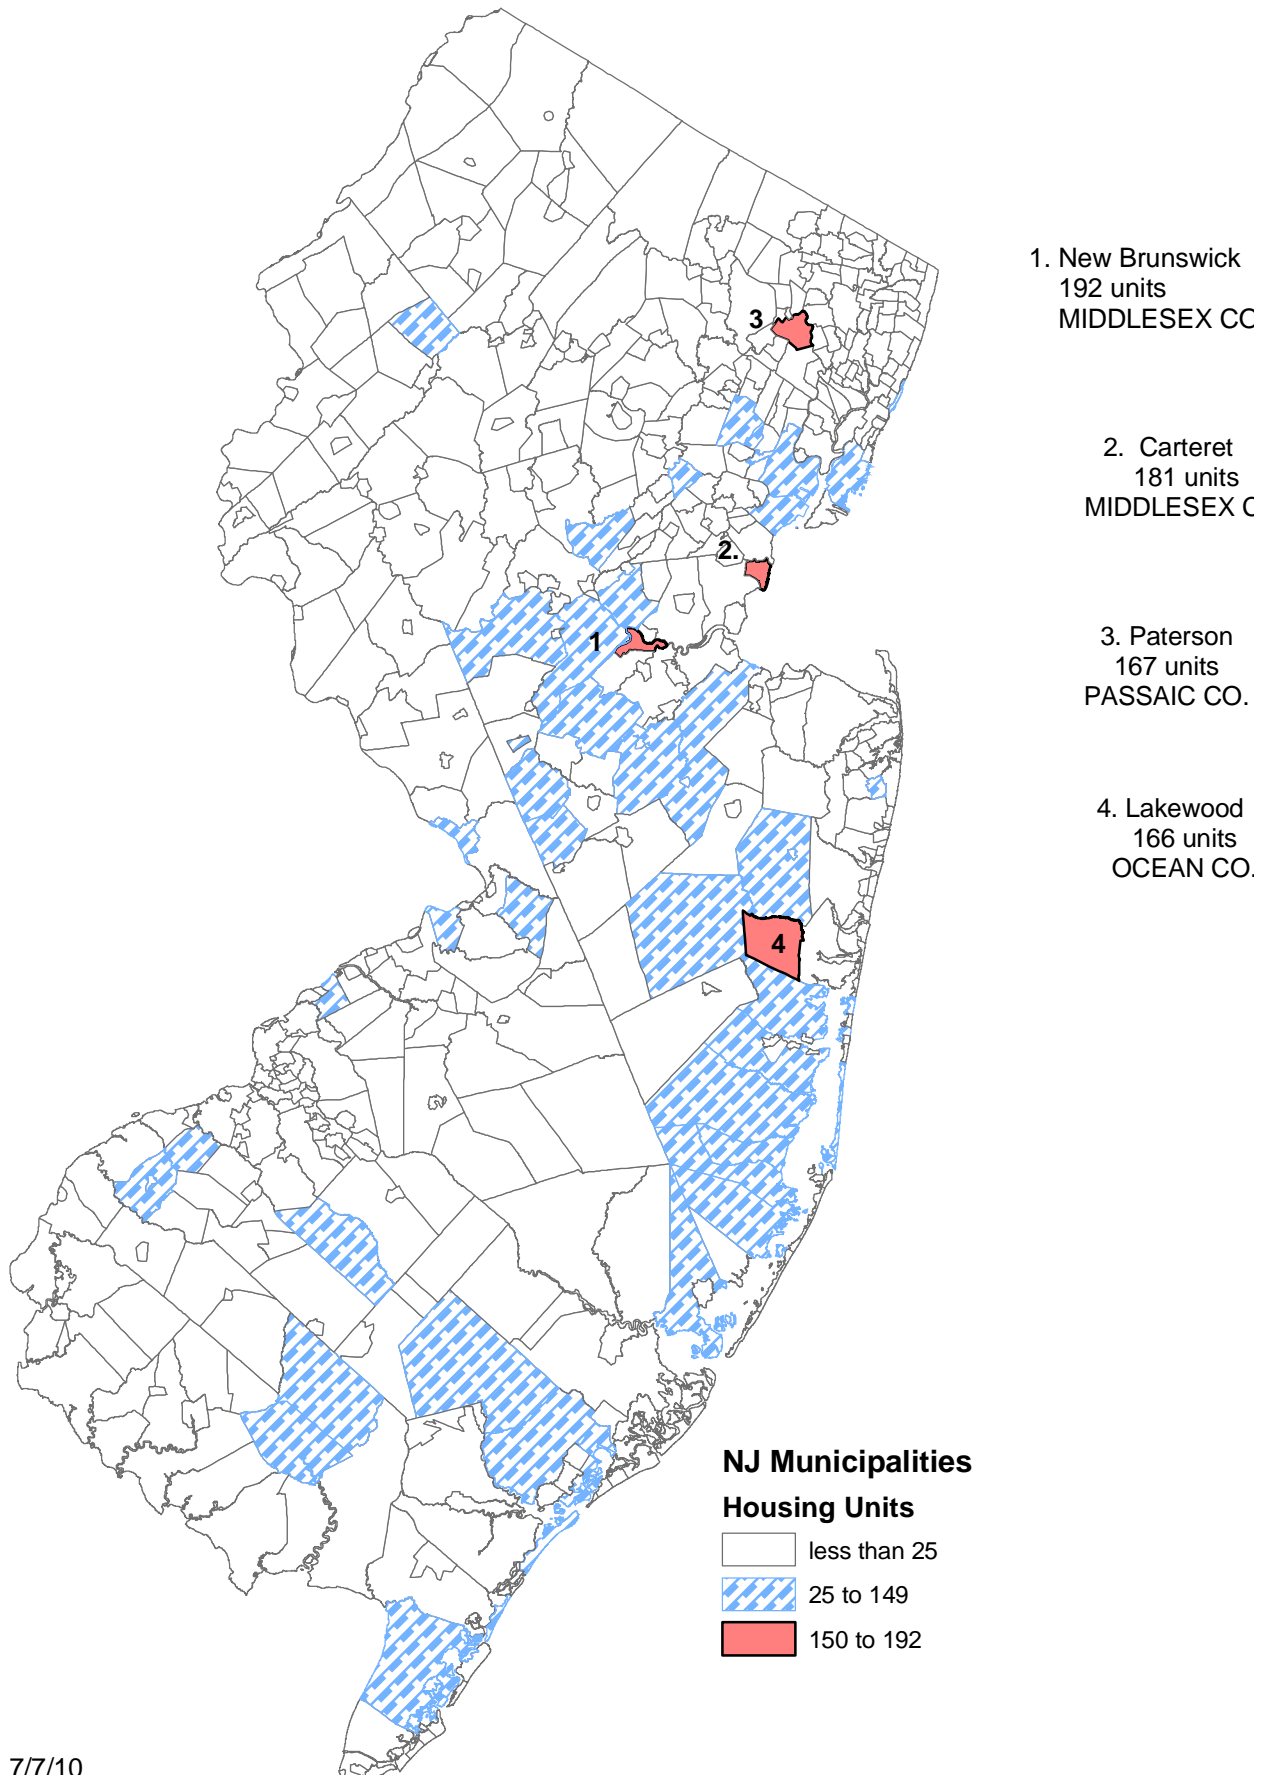 1. New Brunswick
192 units
MIDDLESEX CO
3
2. Carteret
181 units
MIDDLESEX C
2.
1
3. Paterson
167 units
PASSAIC CO.
4. Lakewood
166 units
OCEAN CO.
4
NJ Municipalities
Housing Units
less than 25
25 to 149
150 to 192
7/7/10